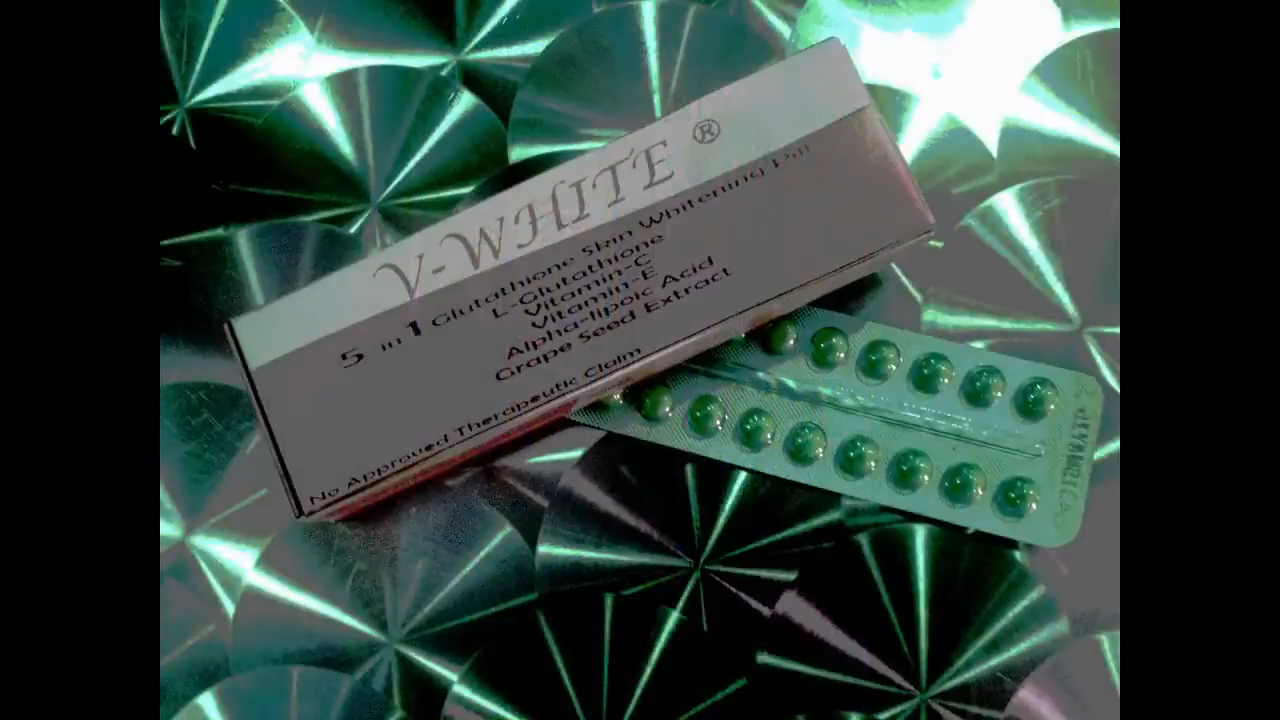 V-WHITE ®
5 in 1 Glutathione Skin Whitening Pill
L-Glutathione
Vitamin-C
Vitamin-E
Alpha-lipoic Acid
Grape Seed Extract
No Approved Therapeutic Claim